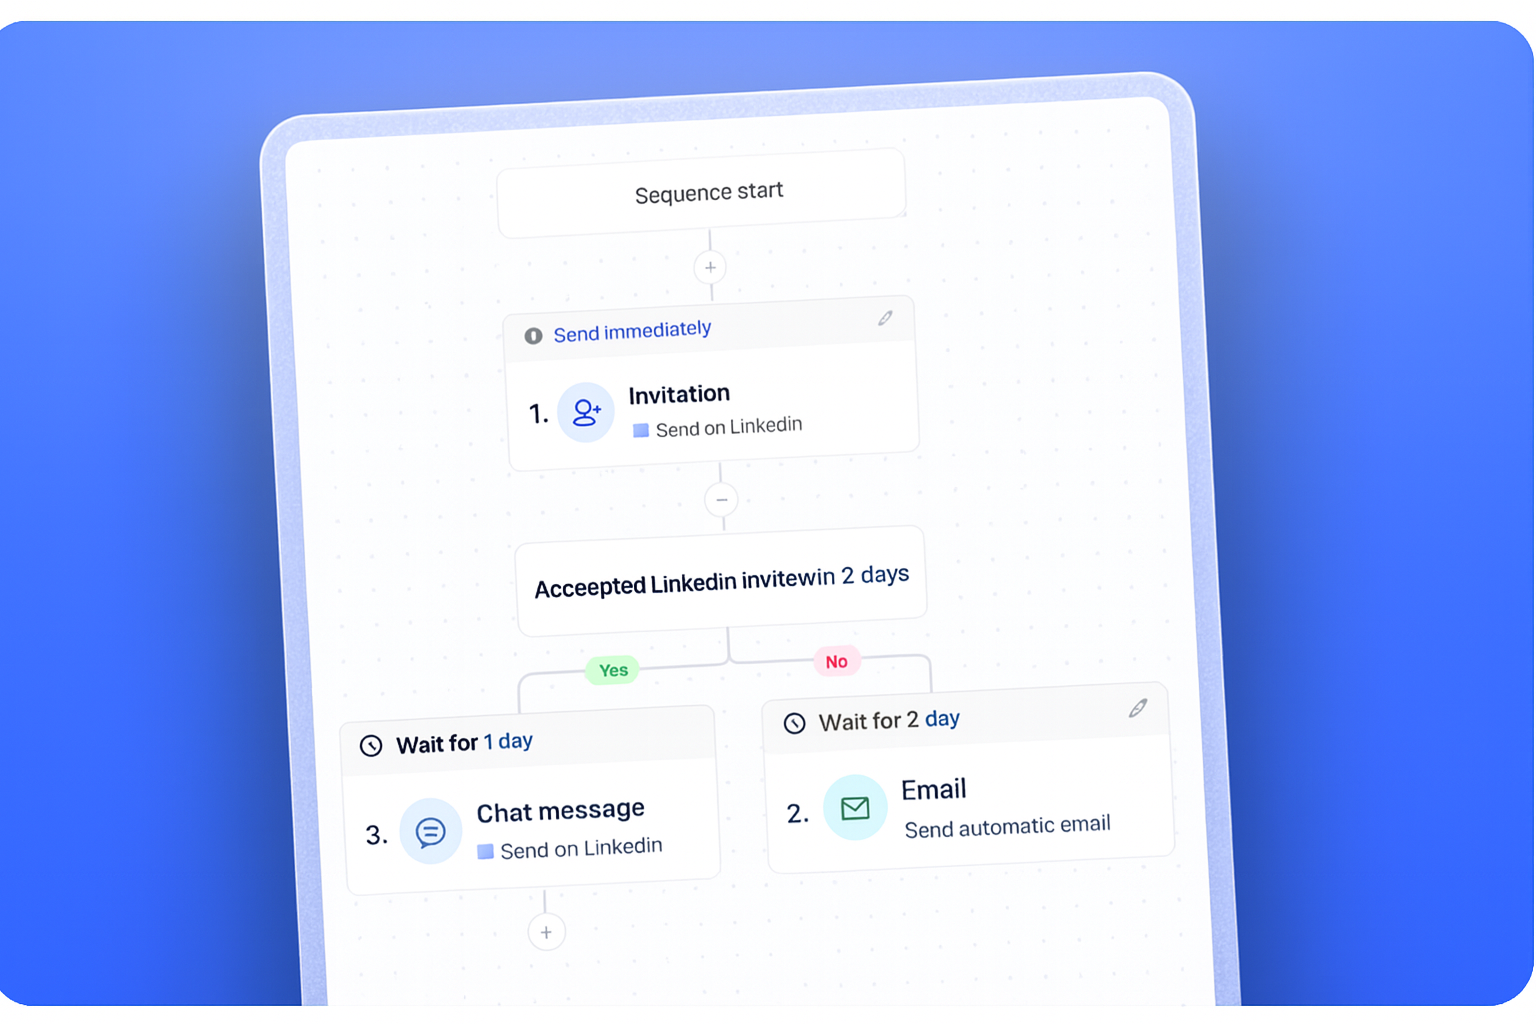 Sequence start
Send immediately
1. Invitation
Send on Linkedin
Acceepted Linkedin invitewin 2 days
Yes
No
Wait for 1 day
3. Chat message
Send on Linkedin
Wait for 2 day
2. Email
Send automatic email